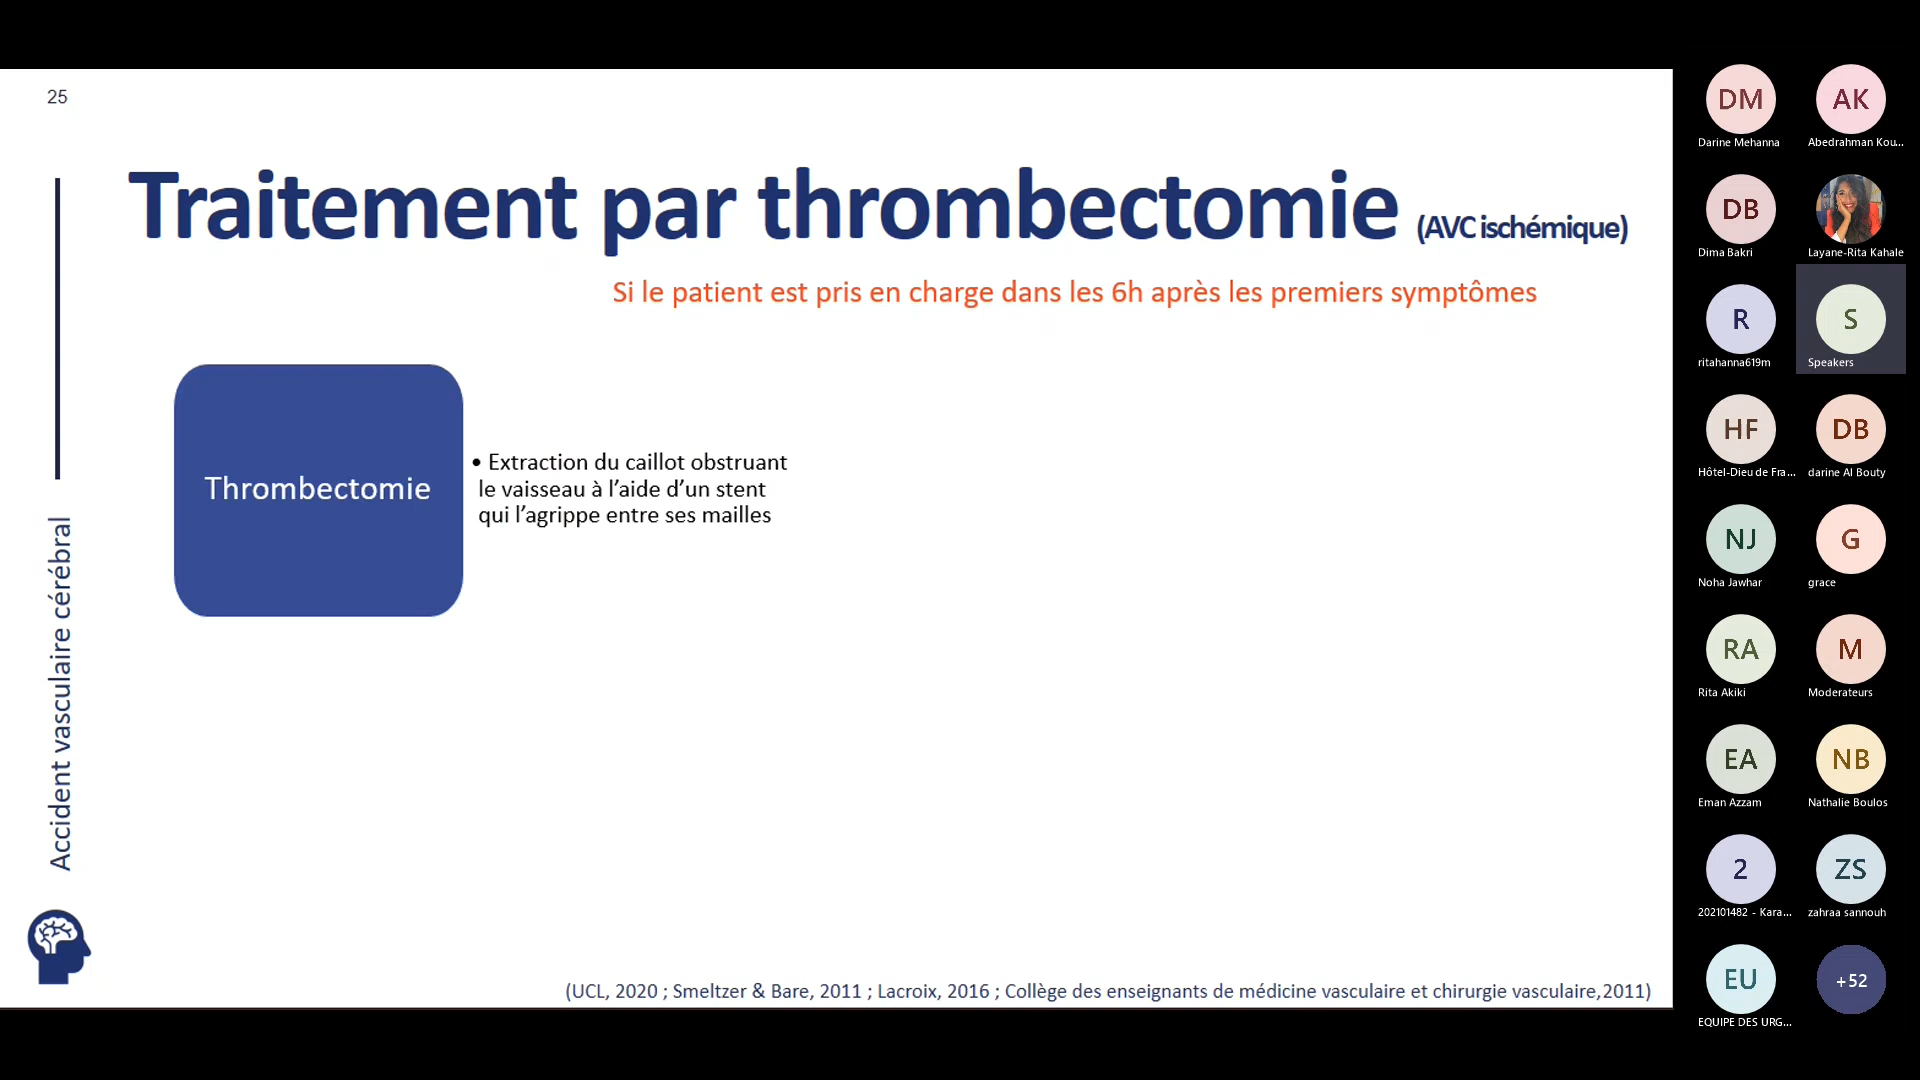 25
Traitement par thrombectomie (AVC ischémique)
Si le patient est pris en charge dans les 6h après les premiers symptômes
Thrombectomie
• Extraction du caillot obstruant
le vaisseau à l’aide d’un stent
qui l’agrippe entre ses mailles
Accident vasculaire cérébral
(UCL, 2020 ; Smeltzer & Bare, 2011 ; Lacroix, 2016 ; Collège des enseignants de médicine vasculaire et chirurgie vasculaire,2011)
DM
Darine Mehanna
AK
Abedrahman Kou...
DB
Dima Bakri
Layane-Rita Kahale
R
ritahanna619m
S
Speakers
HF
Hôtel-Dieu de Fra...
DB
darine Al Bouty
NJ
Noha Jawhar
G
grace
RA
Rita Akiki
M
Moderateurs
EA
Eman Azzam
NB
Nathalie Boulos
2
202101482 - Kara...
ZS
zahraa sannouh
EU
EQUIPE DES URG...
+52